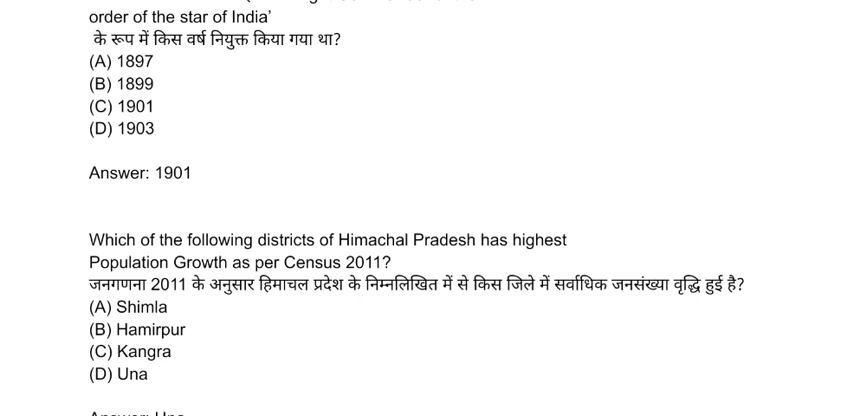 order of the star of India’
के रूप में किस वर्ष नियुक्त किया गया था?
(A) 1897
(B) 1899
(C) 1901
(D) 1903
Answer: 1901
Which of the following districts of Himachal Pradesh has highest
Population Growth as per Census 2011?
जनगणना 2011 के अनुसार हिमाचल प्रदेश के निम्नलिखित में से किस जिले में सर्वाधिक जनसंख्या वृद्धि हुई है?
(A) Shimla
(B) Hamirpur
(C) Kangra
(D) Una